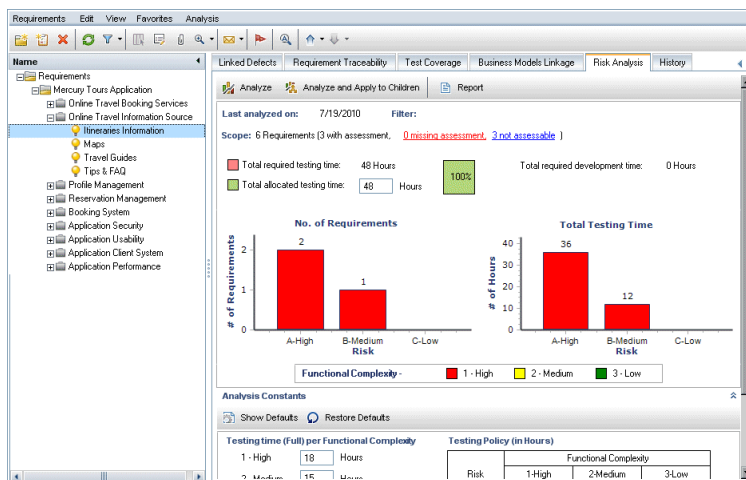 Requirements Edit View Favorites Analysis
Name
Requirements
Mercury Tours Application
Online Travel Booking Services
Online Travel Information Source
Itineraries Information
Maps
Travel Guides
Tips & FAQ
Profile Management
Reservation Management
Booking System
Application Security
Application Usability
Application Client System
Application Performance
Linked Defects Requirement Traceability Test Coverage Business Models Linkage Risk Analysis History
Analyze Analyze and Apply to Children Report
Last analyzed on: 7/19/2010 Filter:
Scope: 6 Requirements (3 with assessment, 0 missing assessment, 3 not assessable )
Total required testing time: 48 Hours 100% Total required development time: 0 Hours
Total allocated testing time: 48 Hours
No. of Requirements
# of Requirements
2
1
0
2
1
A-High B-Medium C-Low
Risk
Total Testing Time
# of Hours
40
30
20
10
0
36
12
A-High B-Medium C-Low
Risk
Functional Complexity - 1 - High 2 - Medium 3 - Low
Analysis Constants
Show Defaults Restore Defaults
Testing time (Full) per Functional Complexity
1 - High 18 Hours
2 - Medium 15 Hours
Testing Policy (in Hours)
Functional Complexity
Risk 1-High 2-Medium 3-Low